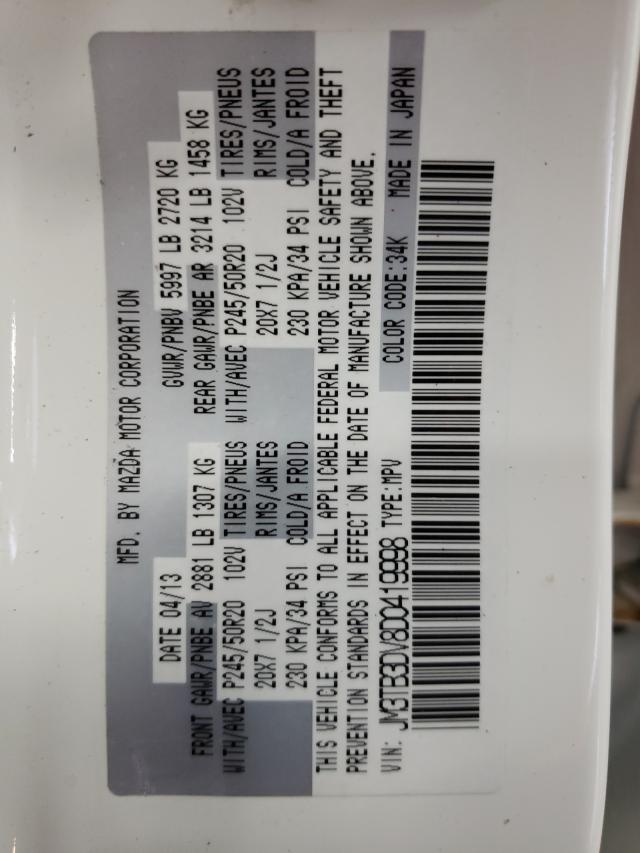 MFD. BY MAZDA MOTOR CORPORATION
DATE 04/13 GVWR/PNBV 5997 LB 2720 KG
FRONT GAWR/PNBE AV 2881 LB 1307 KG REAR GAWR/PNBE AR 3214 LB 1458 KG
WITH/AVEC P245/50R20 102V TIRES/PNEUS WITH/AVEC P245/50R20 102V TIRES/PNEUS
20X7 1/2J RIMS/JANTES 20X7 1/2J RIMS/JANTES
230 KPA/34 PSI COLD/A FROID 230 KPA/34 PSI COLD/A FROID
THIS VEHICLE CONFORMS TO ALL APPLICABLE FEDERAL MOTOR VEHICLE SAFETY AND THEFT
PREVENTION STANDARDS IN EFFECT ON THE DATE OF MANUFACTURE SHOWN ABOVE.
VIN: JM3TB3DV8D0419998 TYPE:MPV COLOR CODE:34K · MADE IN JAPAN